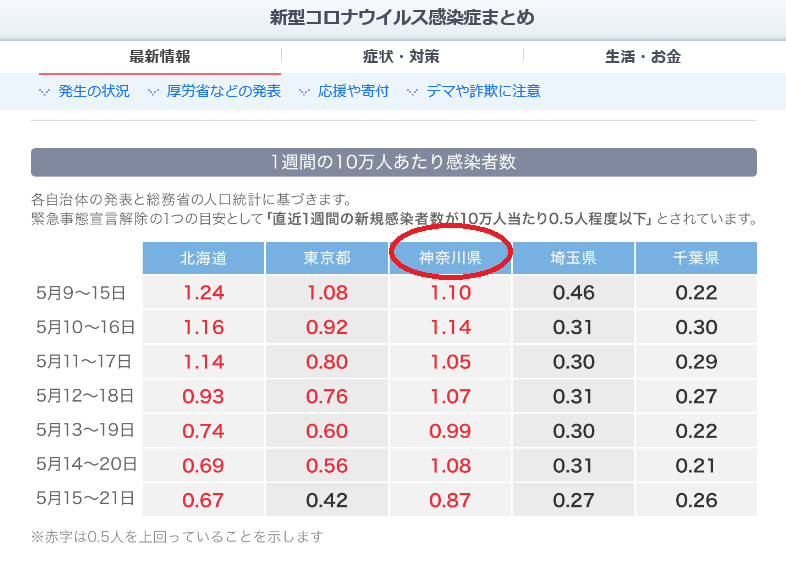 新型コロナウイルス感染症まとめ
最新情報 症状・対策 生活・お金
発生の状況 厚労省などの発表 応援や寄付 デマや詐欺に注意
1週間の10万人あたり感染者数
各自治体の発表と総務省の人口統計に基づきます。
緊急事態宣言解除の1つの目安として「直近1週間の新規感染者数が10万人当たり0.5人程度以下」とされています。
北海道 東京都 神奈川県 埼玉県 千葉県
5月9〜15日 1.24 1.08 1.10 0.46 0.22
5月10〜16日 1.16 0.92 1.14 0.31 0.30
5月11〜17日 1.14 0.80 1.05 0.30 0.29
5月12〜18日 0.93 0.76 1.07 0.31 0.27
5月13〜19日 0.74 0.60 0.99 0.30 0.22
5月14〜20日 0.69 0.56 1.08 0.31 0.21
5月15〜21日 0.67 0.42 0.87 0.27 0.26
※赤字は0.5人を上回っていることを示します